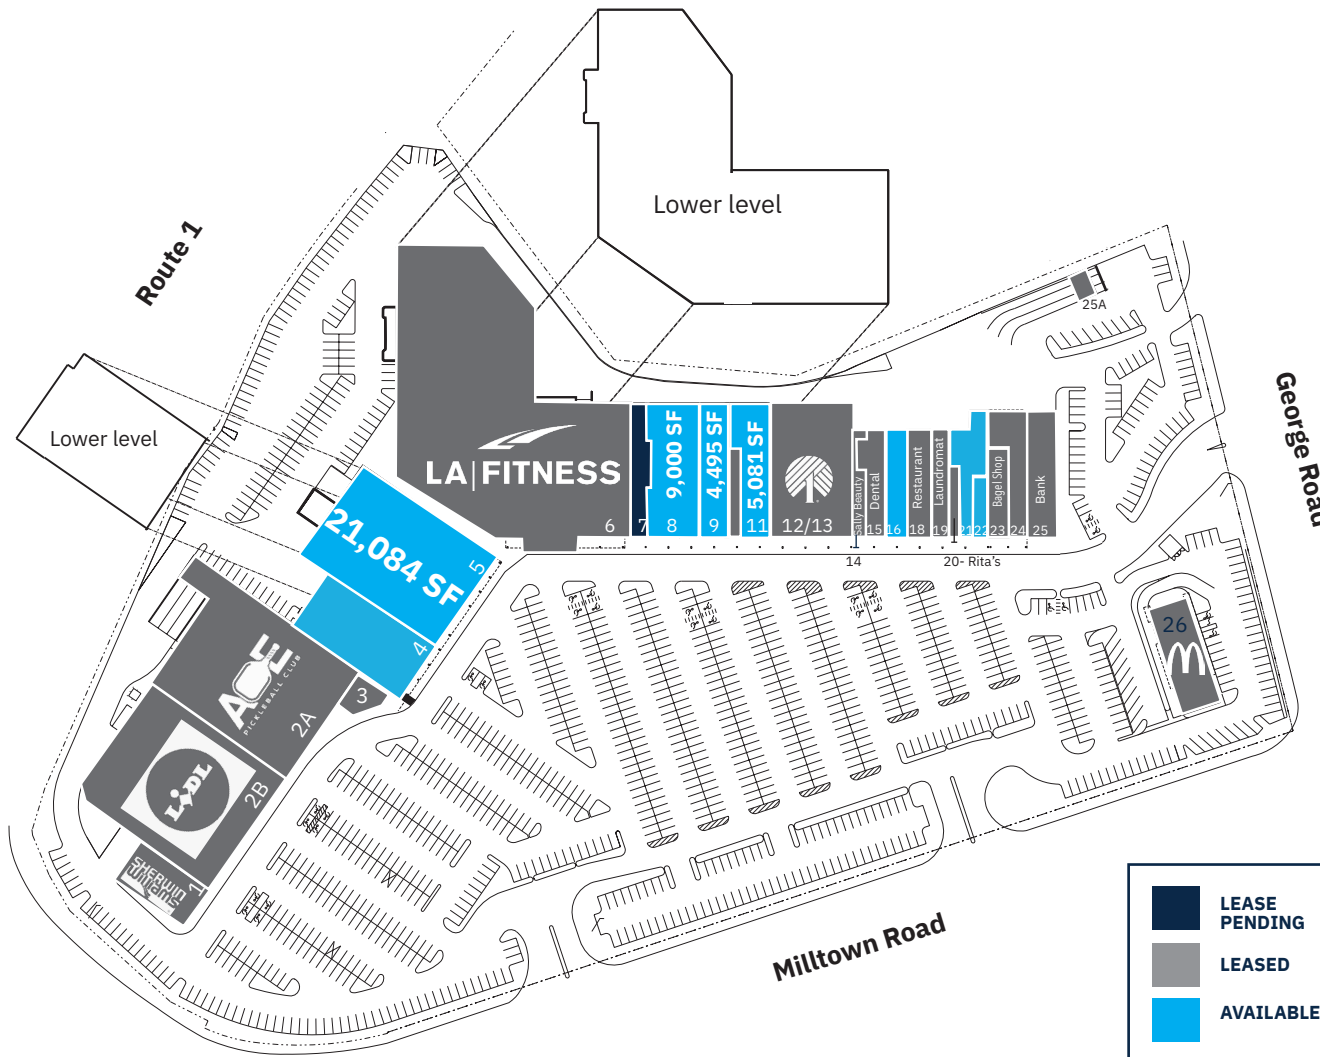 Lower level
Route 1
25A
George Road
Lower level
LA FITNESS
6
7
9,000 SF
8
4,495 SF
9
5,081 SF
11
1
12/13
Sally Beauty
14
Dental
15
16
Restaurant
18
Laundromat
19
20- Rita's
21
22
Bagel Shop
23
24
Bank
25
21,084 SF
5
4
3
ACE
PICKLEBALL CLUB
2A
LIDL
2B
SHERWIN
WILLIAMS
1
26
Milltown Road
LEASE
PENDING
LEASED
AVAILABLE